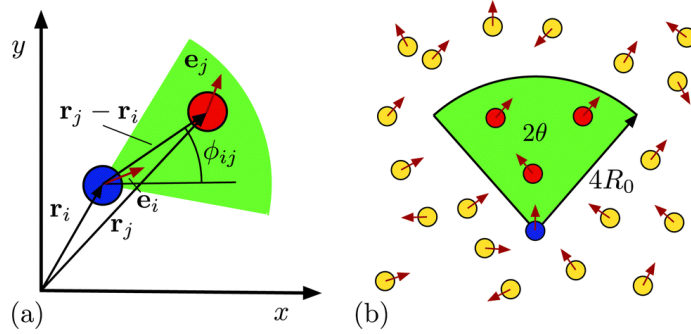 y
e_j
r_j − r_i
ϕ_ij
r_i
r_j
e_i
x
(a)
2θ
4R_0
(b)